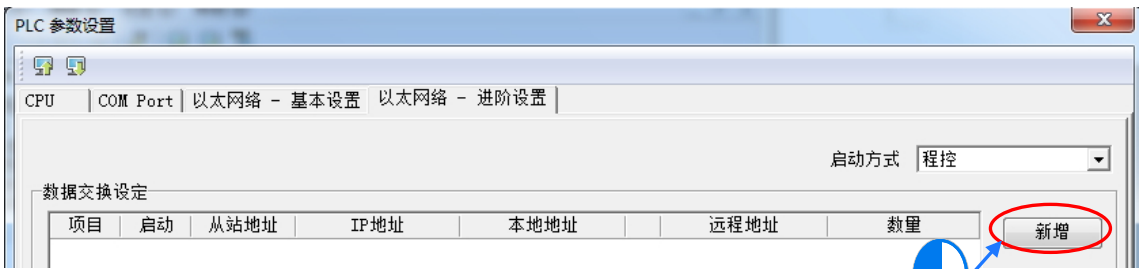 PLC 参数设置
CPU COM Port 以太网络 - 基本设置 以太网络 - 进阶设置
启动方式 程控
数据交换设定
项目 启动 从站地址 IP地址 本地地址 远程地址 数量 新增